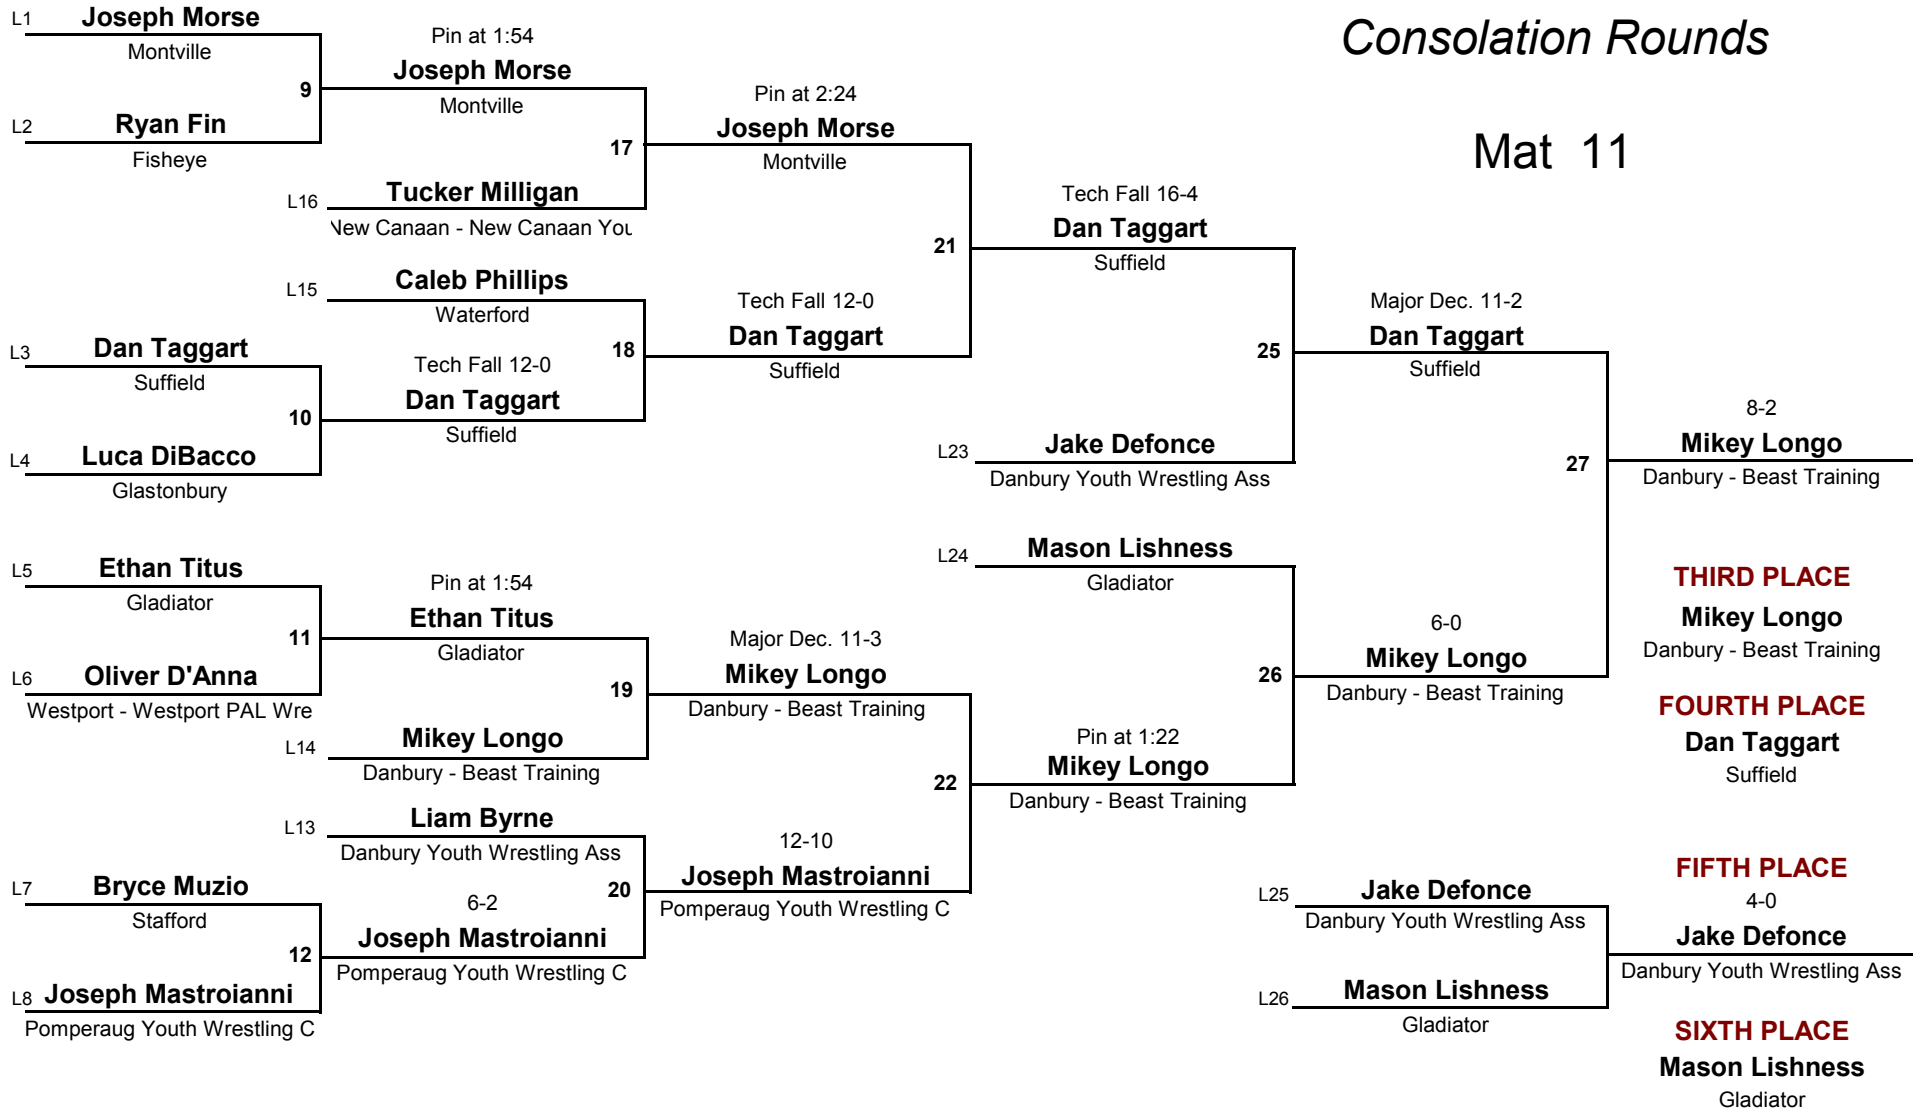 Consolation Rounds
Mat 11
L1 Joseph Morse
Montville
9
L2 Ryan Fin
Fisheye
Pin at 1:54
Joseph Morse
Montville
17
L16 Tucker Milligan
New Canaan - New Canaan You
L15 Caleb Phillips
Waterford
L3 Dan Taggart
Suffield
10
L4 Luca DiBacco
Glastonbury
Tech Fall 12-0
Dan Taggart
Suffield
18
Pin at 2:24
Joseph Morse
Montville
21
Tech Fall 12-0
Dan Taggart
Suffield
Tech Fall 16-4
Dan Taggart
Suffield
25
L23 Jake Defonce
Danbury Youth Wrestling Ass
Major Dec. 11-2
Dan Taggart
Suffield
27
8-2
Mikey Longo
Danbury - Beast Training
L5 Ethan Titus
Gladiator
11
L6 Oliver D'Anna
Westport - Westport PAL Wre
Pin at 1:54
Ethan Titus
Gladiator
19
L14 Mikey Longo
Danbury - Beast Training
L13 Liam Byrne
Danbury Youth Wrestling Ass
20
L7 Bryce Muzio
Stafford
12
L8 Joseph Mastroianni
Pomperaug Youth Wrestling C
6-2
Joseph Mastroianni
Pomperaug Youth Wrestling C
Major Dec. 11-3
Mikey Longo
Danbury - Beast Training
22
12-10
Joseph Mastroianni
Pomperaug Youth Wrestling C
L24 Mason Lishness
Gladiator
26
Pin at 1:22
Mikey Longo
Danbury - Beast Training
6-0
Mikey Longo
Danbury - Beast Training
THIRD PLACE
Mikey Longo
Danbury - Beast Training
FOURTH PLACE
Dan Taggart
Suffield
L25 Jake Defonce
Danbury Youth Wrestling Ass
L26 Mason Lishness
Gladiator
FIFTH PLACE
4-0
Jake Defonce
Danbury Youth Wrestling Ass
SIXTH PLACE
Mason Lishness
Gladiator